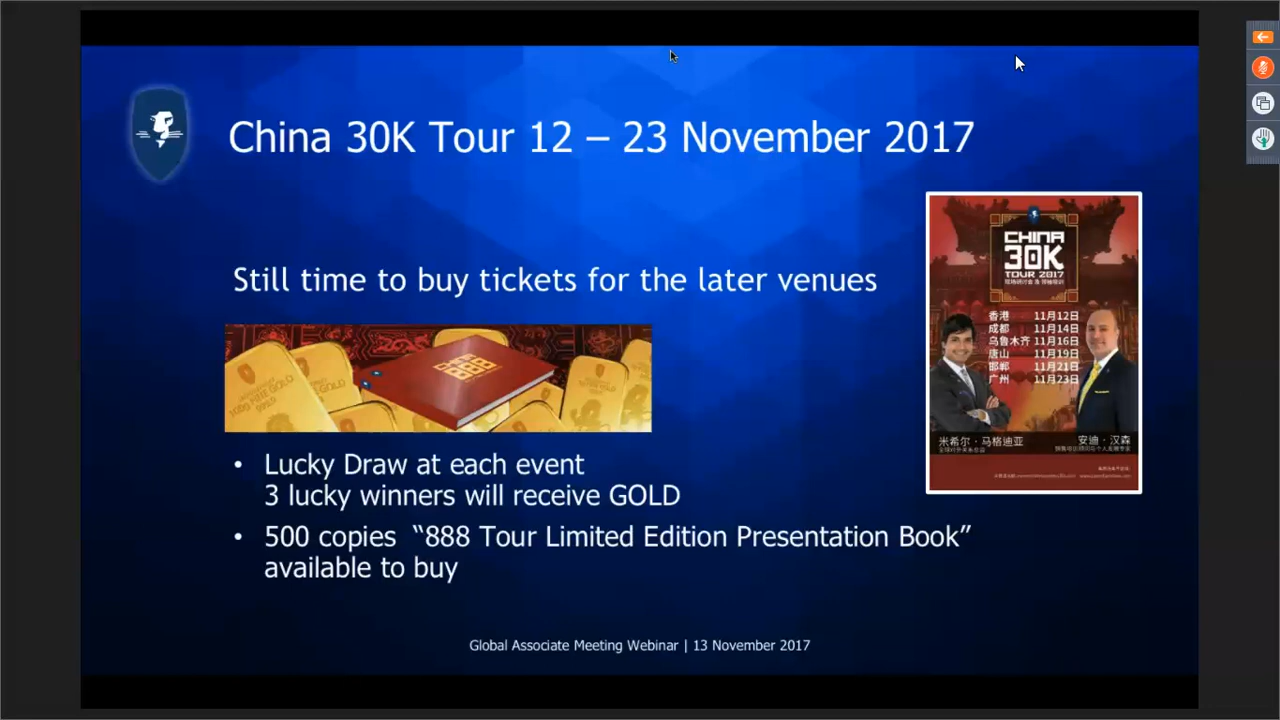 China 30K Tour 12 – 23 November 2017
Still time to buy tickets for the later venues
CHINA
30K
TOUR 2017
香港 11月12日
成都 11月14日
乌鲁木齐 11月16日
唐山 11月19日
邯郸 11月21日
广州 11月23日
米希尔·马格迪亚
安迪·汉森
FINE GOLD
888
• Lucky Draw at each event
3 lucky winners will receive GOLD
• 500 copies “888 Tour Limited Edition Presentation Book”
available to buy
Global Associate Meeting Webinar | 13 November 2017